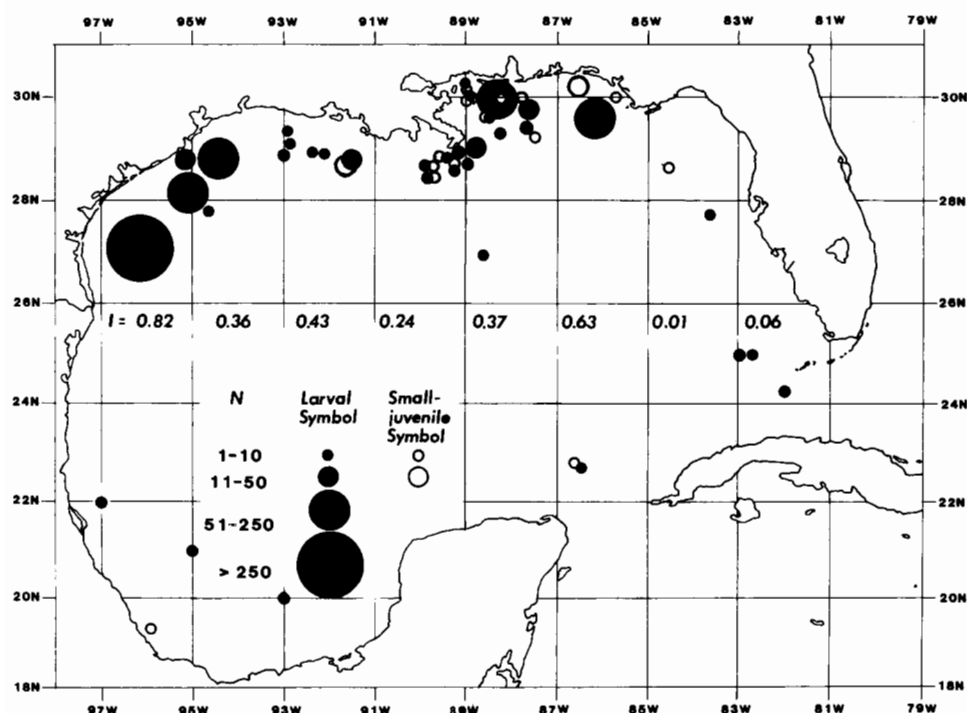 97W 95W 93W 91W 89W 87W 85W 83W 81W 79W
30N 30N
28N 28N
26N 26N
I = 0.82 0.36 0.43 0.24 0.37 0.63 0.01 0.06
24N 24N
N Larval Symbol Small-juvenile Symbol
1-10
11-50
22N 22N
51-250
> 250
20N 20N
18N 18N
97W 95W 93W 91W 89W 87W 85W 83W 81W 79W